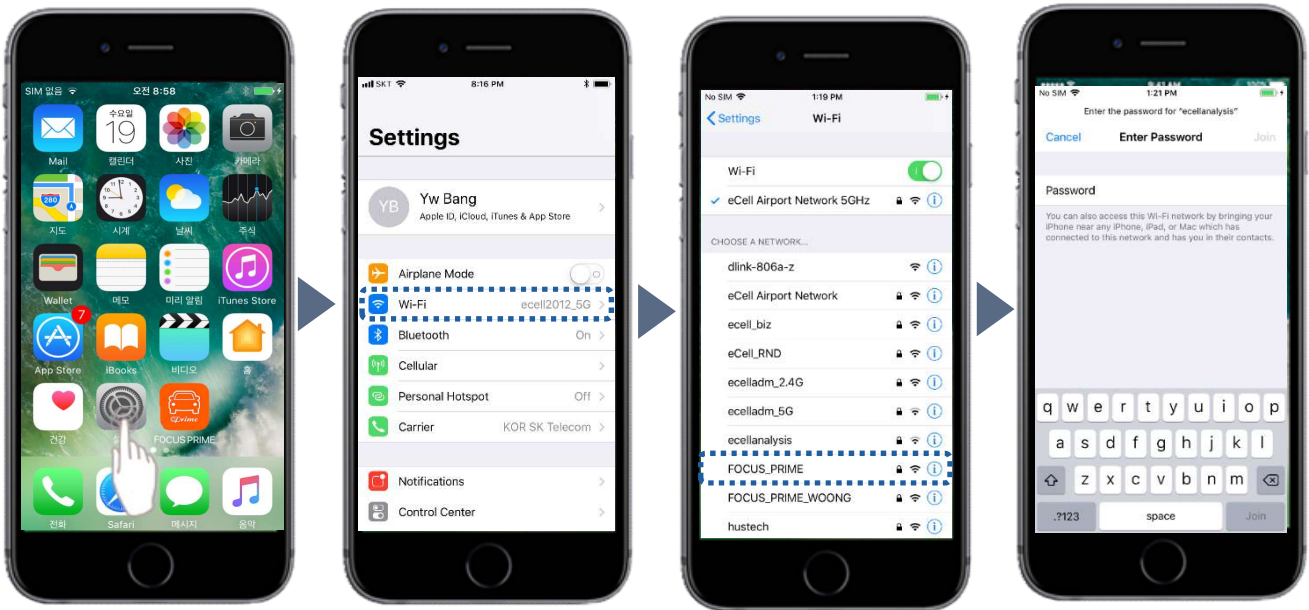 SIM 없음 오전 8:58
수요일
19
Mail 캘린더 사진 카메라
280
12
지도 시계 날씨 주식
Wallet 메모 미리 알림 iTunes Store
7
App Store iBooks 비디오 홈
Prime
건강 FOCUS PRIME
전화 Safari 메시지 음악
SKT 8:16 PM
Settings
YB
Yw Bang
Apple ID, iCloud, iTunes & App Store
Airplane Mode
Wi-Fi ecell2012_5G
Bluetooth On
Cellular
Personal Hotspot Off
Carrier KOR SK Telecom
Notifications
Control Center
No SIM 1:19 PM
Settings Wi-Fi
Wi-Fi
eCell Airport Network 5GHz
CHOOSE A NETWORK...
dlink-806a-z
eCell Airport Network
ecell_biz
eCell_RND
ecelladm_2.4G
ecelladm_5G
ecellanalysis
FOCUS_PRIME
FOCUS_PRIME_WOONG
hustech
No SIM 1:21 PM
Enter the password for “ecellanalysis”
Cancel Enter Password Join
Password
You can also access this Wi-Fi network by bringing your
iPhone near any iPhone, iPad, or Mac which has
connected to this network and has you in their contacts.
q w e r t y u i o p
a s d f g h j k l
z x c v b n m
.?123 space Join